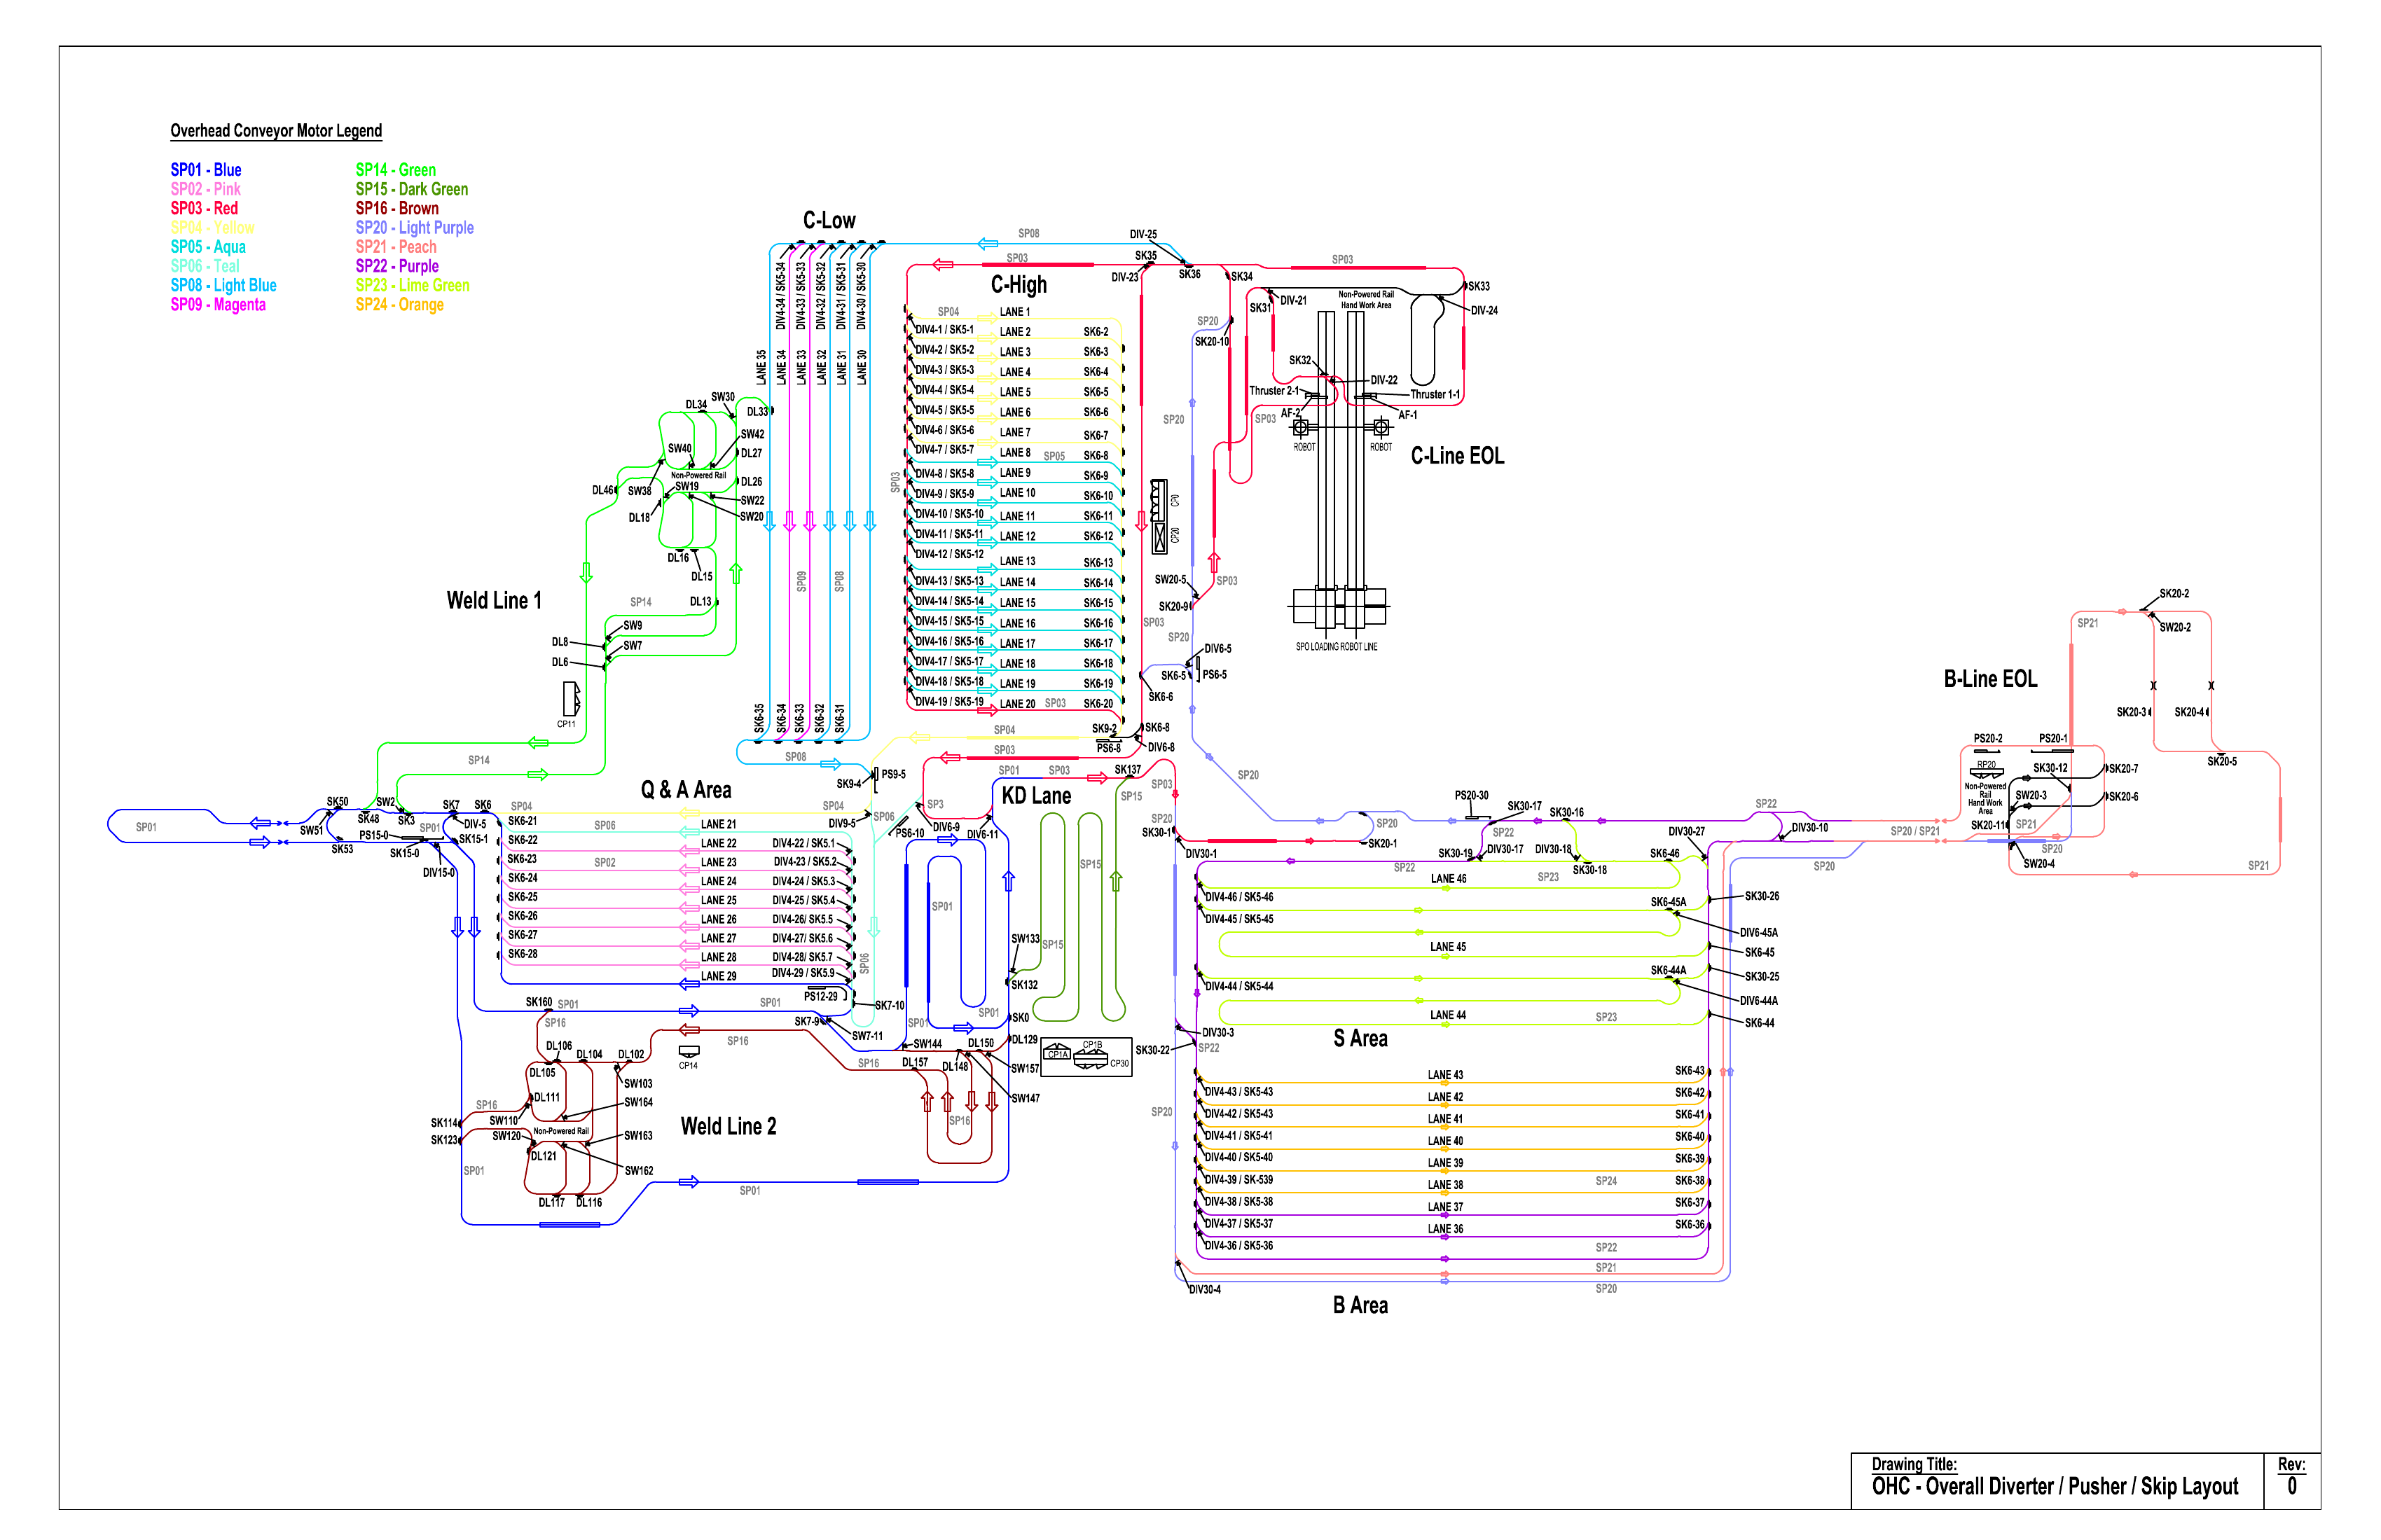 Overhead Conveyor Motor Legend
SP01 - Blue
SP02 - Pink
SP03 - Red
SP04 - Yellow
SP05 - Aqua
SP06 - Teal
SP08 - Light Blue
SP09 - Magenta
SP14 - Green
SP15 - Dark Green
SP16 - Brown
SP20 - Light Purple
SP21 - Peach
SP22 - Purple
SP23 - Lime Green
SP24 - Orange
C-Low
SP08
DIV4-34 / SK5-34
DIV4-33 / SK5-33
DIV4-32 / SK5-32
DIV4-31 / SK5-31
DIV4-30 / SK5-30
LANE 35
LANE 34
LANE 33
LANE 32
LANE 31
LANE 30
SP09
SP08
SK6-35
SK6-34
SK6-33
SK6-32
SK6-31
SP08
SK9-4
PS9-5
C-High
SP03
SP04
LANE 1
DIV4-1 / SK5-1
LANE 2
SK6-2
DIV4-2 / SK5-2
LANE 3
SK6-3
DIV4-3 / SK5-3
LANE 4
SK6-4
DIV4-4 / SK5-4
LANE 5
SK6-5
DIV4-5 / SK5-5
LANE 6
SK6-6
DIV4-6 / SK5-6
LANE 7
SK6-7
DIV4-7 / SK5-7
LANE 8
SP05
SK6-8
DIV4-8 / SK5-8
LANE 9
SK6-9
DIV4-9 / SK5-9
LANE 10
SK6-10
DIV4-10 / SK5-10
LANE 11
SK6-11
DIV4-11 / SK5-11
LANE 12
SK6-12
DIV4-12 / SK5-12
LANE 13
SK6-13
DIV4-13 / SK5-13
LANE 14
SK6-14
DIV4-14 / SK5-14
LANE 15
SK6-15
DIV4-15 / SK5-15
LANE 16
SK6-16
DIV4-16 / SK5-16
LANE 17
SK6-17
DIV4-17 / SK5-17
LANE 18
SK6-18
DIV4-18 / SK5-18
LANE 19
SK6-19
DIV4-19 / SK5-19
LANE 20
SP03
SK6-20
SP03
SP04
SK9-2
PS6-8
SK6-8
DIV6-8
SP03
SP03
DIV-25
SK35
DIV-23
SK36
SK34
SP03
SK33
DIV-21
SK31
Non-Powered Rail
Hand Work Area
DIV-24
SP20
SK20-10
SK32
DIV-22
Thruster 2-1
Thruster 1-1
AF-2
AF-1
SP20
SP03
ROBOT
ROBOT
C-Line EOL
CP0
CP20
SW20-5
SK20-9
SP03
SP20
SPO LOADING ROBOT LINE
DIV6-5
SK6-5
PS6-5
SK6-6
SP20
Weld Line 1
SW30
DL34
DL33
SW42
SW40
DL27
Non-Powered Rail
DL26
DL46
SW38
SW19
SW22
DL18
SW20
DL16
DL15
SP14
DL13
SW9
DL8
SW7
DL6
CP11
SP14
SP01
SK50
SW51
SK53
SW2
SK48
SK3
SK7
SK6
PS15-0
SP01
DIV-5
SK15-0
SK15-1
DIV15-0
Q & A Area
SP04
SP04
SK6-21
SP06
LANE 21
SK6-22
LANE 22
DIV4-22 / SK5.1
SK6-23
SP02
LANE 23
DIV4-23 / SK5.2
SK6-24
LANE 24
DIV4-24 / SK5.3
SK6-25
LANE 25
DIV4-25 / SK5.4
SK6-26
LANE 26
DIV4-26/ SK5.5
SK6-27
LANE 27
DIV4-27/ SK5.6
SK6-28
LANE 28
DIV4-28/ SK5.7
LANE 29
DIV4-29 / SK5.9
DIV9-5
SP06
PS6-10
SP3
DIV6-9
DIV6-11
SP06
PS12-29
SK7-10
SK7-9
SW7-11
SK160
SP01
SP01
SP16
SP16
KD Lane
SP01
SP03
SK137
SP15
SP03
SP01
SP15
SP15
SW133
SK132
SP01
SP01
SK0
SW144
DL129
DL150
DL157
DL148
SW157
SP16
SW147
SP16
CP1A
CP1B
CP30
Weld Line 2
CP14
DL106
DL104
DL102
DL105
SW103
DL111
SP16
SW110
SW164
SK114
Non-Powered Rail
SK123
SW120
SW163
DL121
SW162
SP01
DL117
DL116
SP01
SP20
SK30-1
DIV30-1
SP20
SK20-1
PS20-30
SK30-17
SK30-16
SP22
SP22
DIV30-10
DIV30-27
DIV30-17
DIV30-18
SK30-19
SK30-18
SP22
SP23
SK6-46
LANE 46
DIV4-46 / SK5-46
SK6-45A
SK30-26
DIV4-45 / SK5-45
DIV6-45A
LANE 45
SK6-45
DIV4-44 / SK5-44
SK6-44A
SK30-25
DIV6-44A
LANE 44
SP23
SK6-44
S Area
DIV30-3
SK30-22
SP22
LANE 43
SK6-43
DIV4-43 / SK5-43
LANE 42
SK6-42
DIV4-42 / SK5-43
LANE 41
SK6-41
DIV4-41 / SK5-41
LANE 40
SK6-40
DIV4-40 / SK5-40
LANE 39
SK6-39
DIV4-39 / SK-539
LANE 38
SP24
SK6-38
DIV4-38 / SK5-38
LANE 37
SK6-37
DIV4-37 / SK5-37
LANE 36
SK6-36
DIV4-36 / SK5-36
SP22
SP21
SP20
SP20
DIV30-4
B Area
SP20 / SP21
SP20
B-Line EOL
SP21
SK20-2
SW20-2
SK20-3
SK20-4
SK20-5
PS20-2
PS20-1
RP20
SK30-12
SK20-7
Non-Powered
Rail
Hand Work
Area
SW20-3
SK20-6
SK20-11
SP21
SP20
SW20-4
SP21
SP21
Drawing Title:
OHC - Overall Diverter / Pusher / Skip Layout
Rev:
0